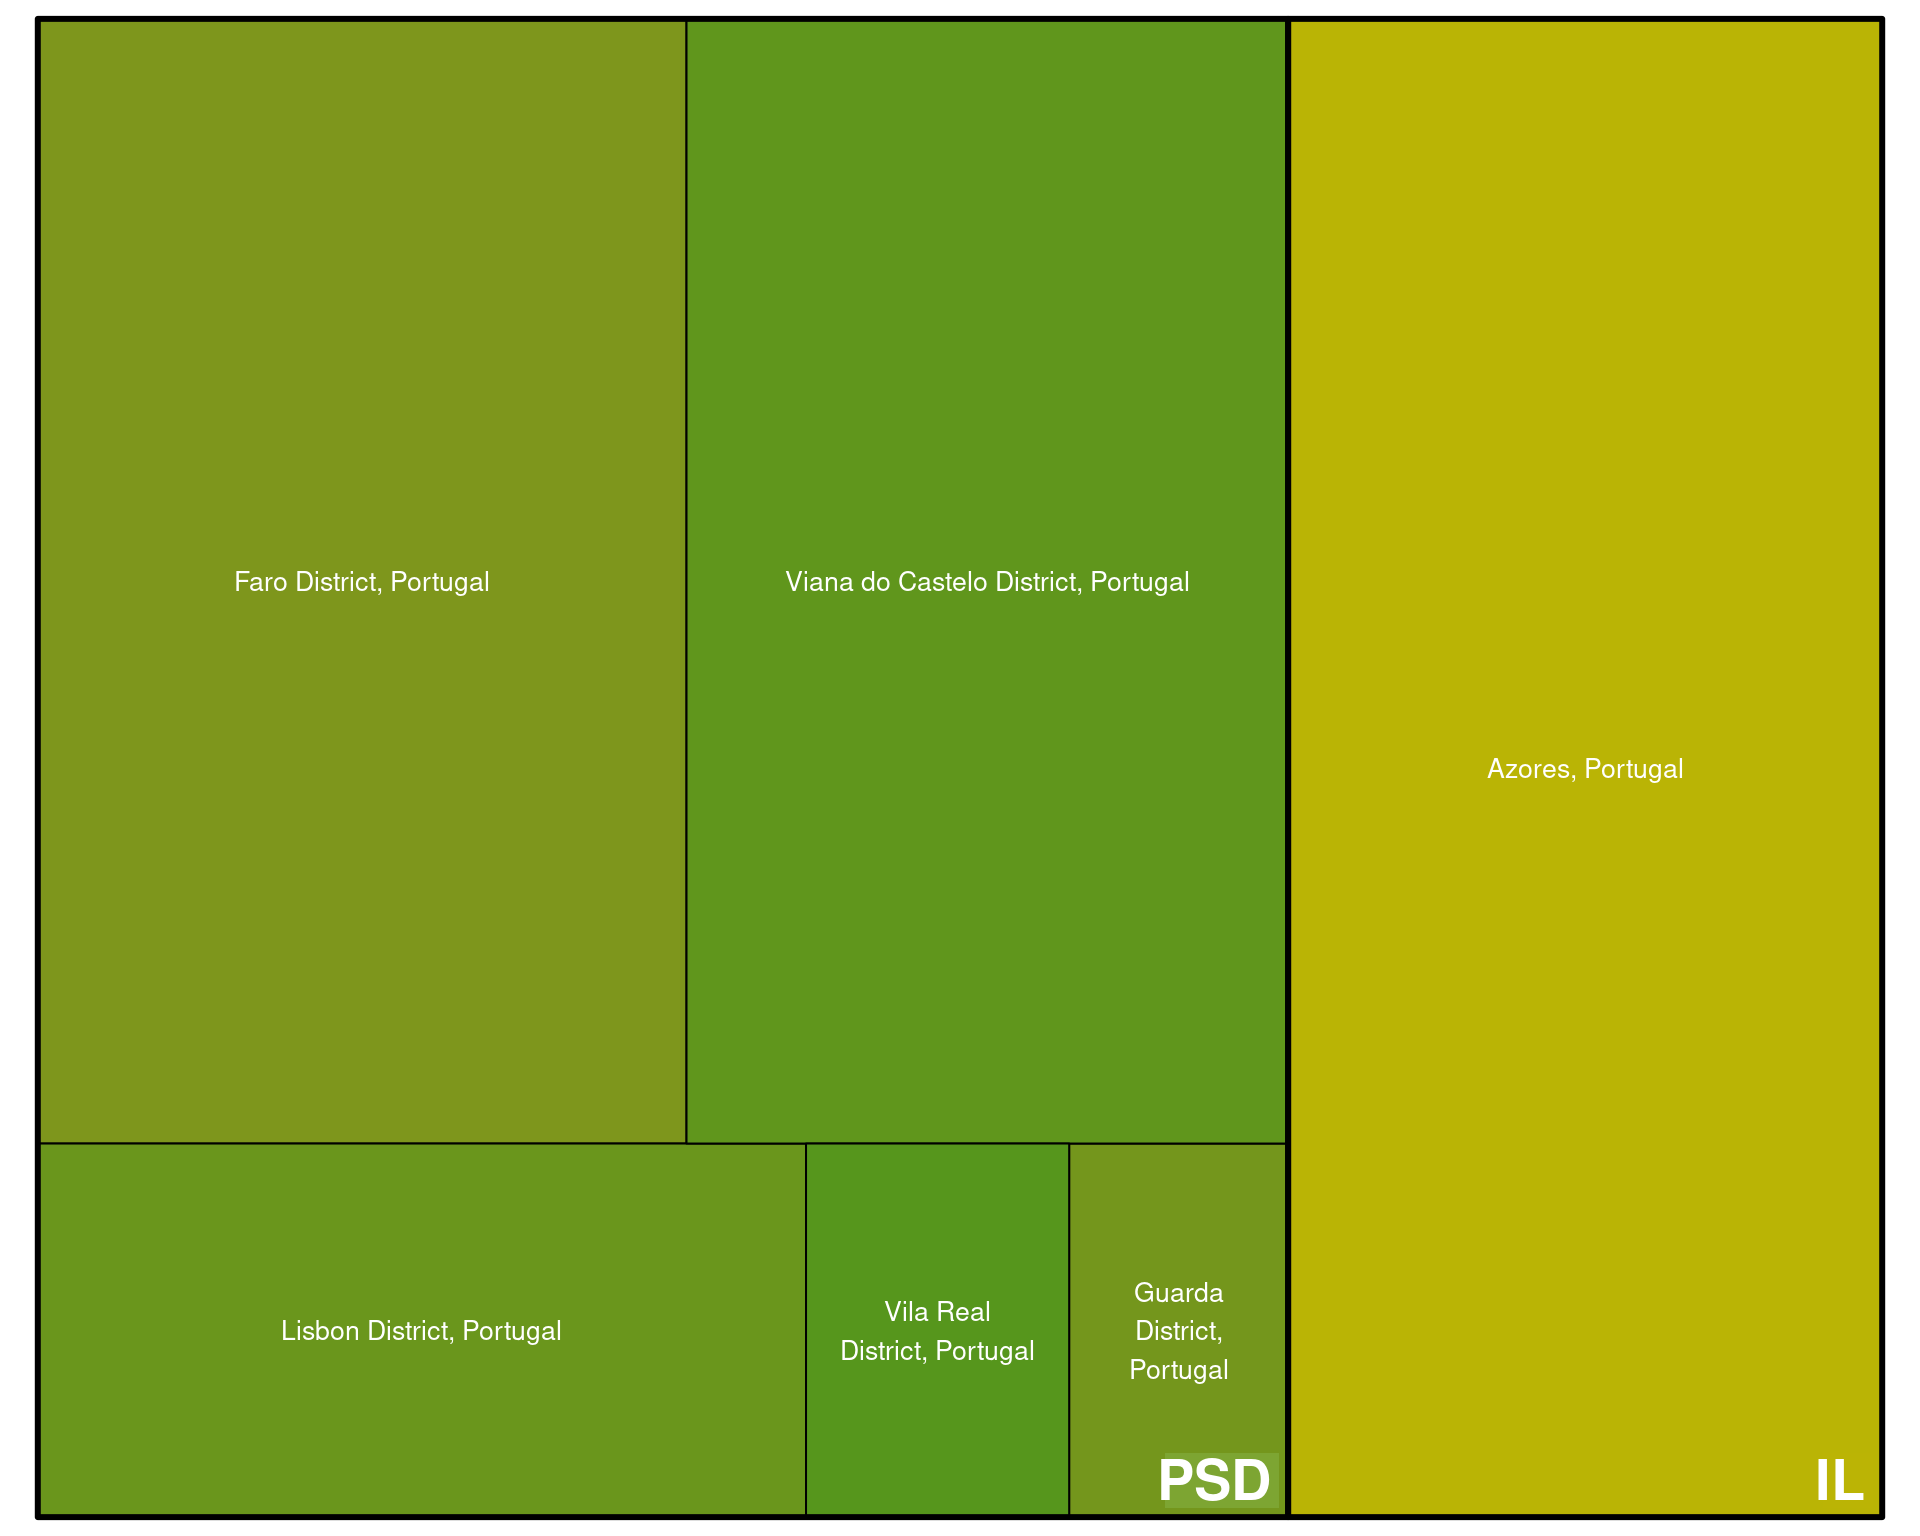 Faro District, Portugal
Viana do Castelo District, Portugal
Azores, Portugal
Lisbon District, Portugal
Vila Real
District, Portugal
Guarda
District,
Portugal
PSD
IL